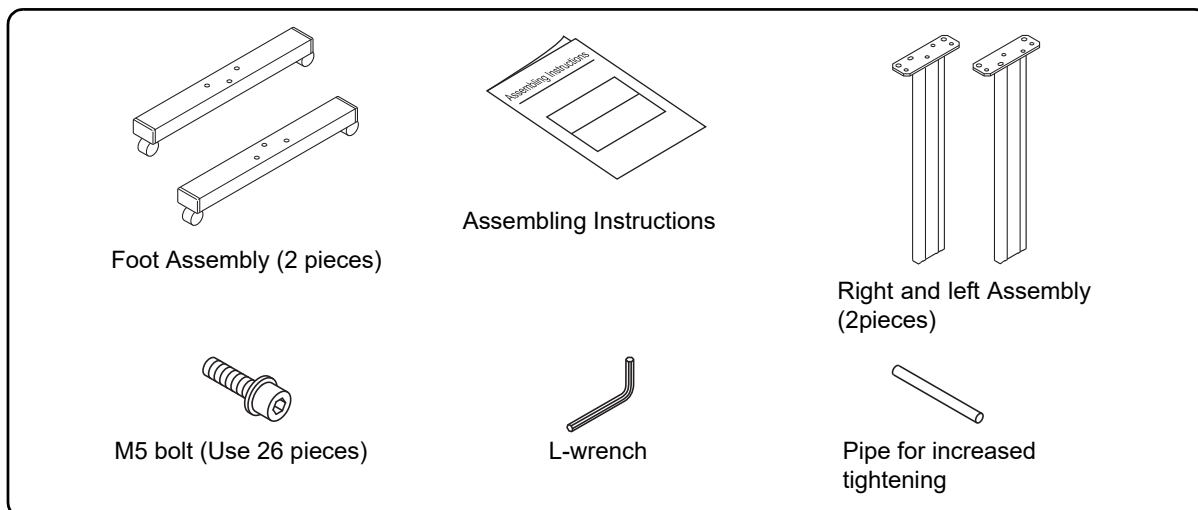 Assembling Instructions
Foot Assembly (2 pieces)
Assembling Instructions
Right and left Assembly
(2pieces)
M5 bolt (Use 26 pieces)
L-wrench
Pipe for increased
tightening